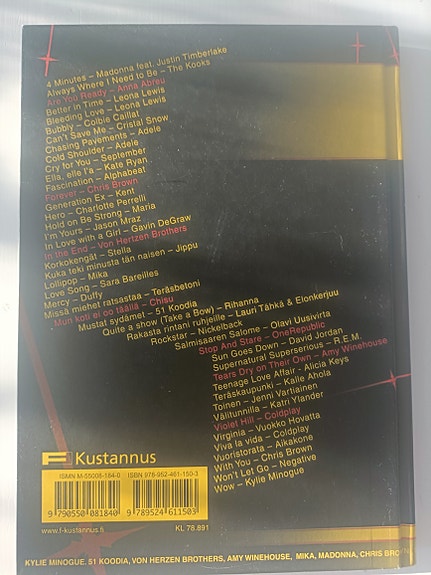 4 Minutes – Madonna feat. Justin Timberlake
Always Where I Need to Be – The Kooks
Are You Ready – Anna Abreu
Better in Time – Leona Lewis
Bleeding Love – Leona Lewis
Bubbly – Colbie Caillat
Can't Save Me – Cristal Snow
Chasing Pavements – Adele
Cold Shoulder – Adele
Cry for You – September
Ella, elle l'a – Kate Ryan
Fascination – Alphabeat
Forever – Chris Brown
Generation Ex – Kent
Hero – Charlotte Perrelli
Hold on Be Strong – Maria
I'm Yours – Jason Mraz
In Love with a Girl – Gavin DeGraw
In the End – Von Hertzen Brothers
Korkokengät – Stella
Kuka teki minusta tän naisen – Jippu
Lollipop – Mika
Love Song – Sara Bareilles
Mercy – Duffy
Missä miehet ratsastaa – Teräsbetoni
Mun koti ei oo täällä – Chisu
Mustat sydämet – 51 Koodia
Quite a show (Take a Bow) – Rihanna
Rakasta rintani ruhjeille – Lauri Tähkä & Elonkerjuu
Rockstar – Nickelback
Salmisaaren Salome – Olavi Uusivirta
Stop And Stare – OneRepublic
Sun Goes Down – David Jordan
Supernatural Superserious – R.E.M.
Tears Dry on Their Own – Amy Winehouse
Teenage Love Affair - Alicia Keys
Teräskaupunki – Kalle Ahola
Toinen – Jenni Vartiainen
Välitunnilla – Katri Ylander
Violet Hill – Coldplay
Virginia – Vuokko Hovatta
Viva la vida – Coldplay
Vuoristorata – Aikakone
With You – Chris Brown
Won't Let Go – Negative
Wow – Kylie Minogue
F Kustannus
ISMN M-55008-184-0
ISBN 978-952-461-150-3
9 790550 081840
9 789524 611503
www.f-kustannus.fi
KL 78.891
KYLIE MINOGUE. 51 KOODIA, VON HERZEN BROTHERS, AMY WINEHOUSE, MIKA, MADONNA, CHRIS BRO